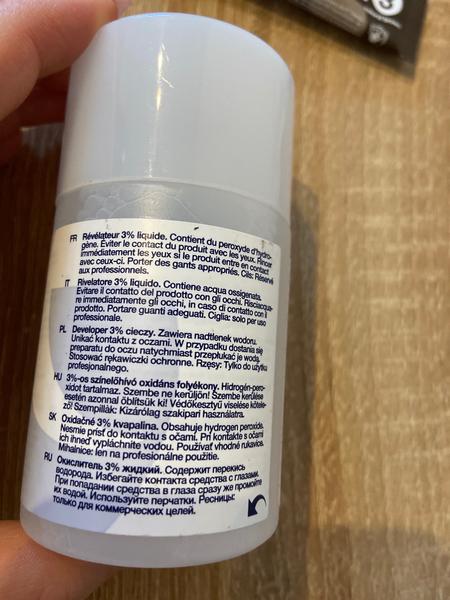 FR Révélateur 3% liquide. Contient du peroxyde d'hydro-
gène. Éviter le contact du produit avec les yeux. Rincer
immédiatement les yeux si le produit entre en contact
avec ceux-ci. Porter des gants appropriés. Cils: Réservé
aux professionnels.
IT Rivelatore 3% liquido. Contiene acqua ossigenata.
Evitare il contatto del prodotto con gli occhi. Risciacqua-
re immediatamente gli occhi, in caso di contatto con il
prodotto. Portare guanti adeguati. Ciglia: solo per uso
professionale.
PL Developer 3% cieczy. Zawiera nadtlenek wodoru.
Unikać kontaktu z oczami. W przypadku dostania się
preparatu do oczu natychmiast przepłukać je wodą.
Stosować rękawiczki ochronne. Rzęsy: Tylko do użytku
profesjonalnego.
HU 3%-os színelőhívó oxidáns folyékony. Hidrogén-pero-
xidot tartalmaz. Szembe ne kerüljön! Szembe kerülése
esetén azonnal öblítsük ki! Védőkesztyű viselése kötele-
ző! Szempillák: Kizárólag szakipari használatra.
SK Oxidačné 3% kvapalina. Obsahuje hydrogen peroxide.
Nesmie prísť do kontaktu s očami. Pri kontakte s očami
ich ihneď vypláchnite vodou. Používať vhodné rukavice.
Mihalnice: len na profesionálne použitie.
RU Окислитель 3% жидкий. Содержит перекись
водорода. Избегайте контакта средства с глазами.
При попадании средства в глаза сразу же промойте
их водой. Используйте перчатки. Ресницы:
только для коммерческих целей.